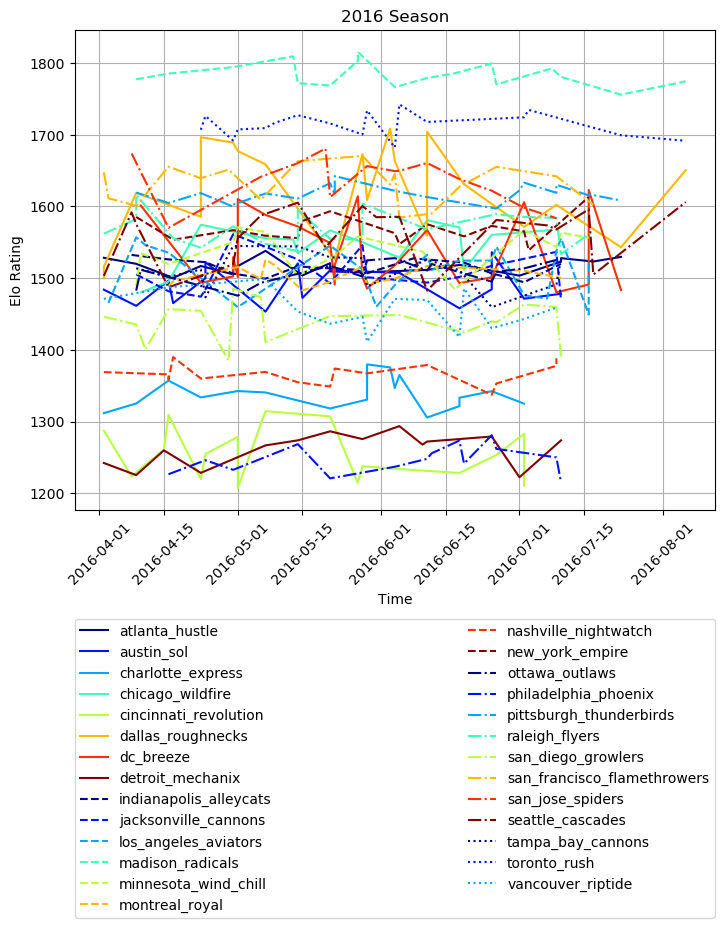 2016 Season
1800
1700
1600
1500
1400
1300
1200
Elo Rating
2016-04-01
2016-04-15
2016-05-01
2016-05-15
2016-06-01
2016-06-15
2016-07-01
2016-07-15
2016-08-01
Time
atlanta_hustle
austin_sol
charlotte_express
chicago_wildfire
cincinnati_revolution
dallas_roughnecks
dc_breeze
detroit_mechanix
indianapolis_alleycats
jacksonville_cannons
los_angeles_aviators
madison_radicals
minnesota_wind_chill
montreal_royal
nashville_nightwatch
new_york_empire
ottawa_outlaws
philadelphia_phoenix
pittsburgh_thunderbirds
raleigh_flyers
san_diego_growlers
san_francisco_flamethrowers
san_jose_spiders
seattle_cascades
tampa_bay_cannons
toronto_rush
vancouver_riptide